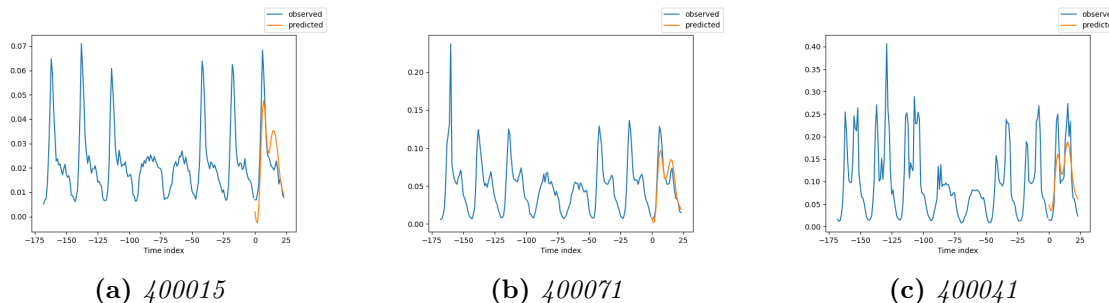 observed
predicted
observed
predicted
observed
predicted
0.07
0.06
0.05
0.04
0.03
0.02
0.01
0.00
−175 −150 −125 −100 −75 −50 −25 0 25
Time index
0.20
0.15
0.10
0.05
0.00
−175 −150 −125 −100 −75 −50 −25 0 25
Time index
0.40
0.35
0.30
0.25
0.20
0.15
0.10
0.05
0.00
−175 −150 −125 −100 −75 −50 −25 0 25
Time index
(a) 400015
(b) 400071
(c) 400041